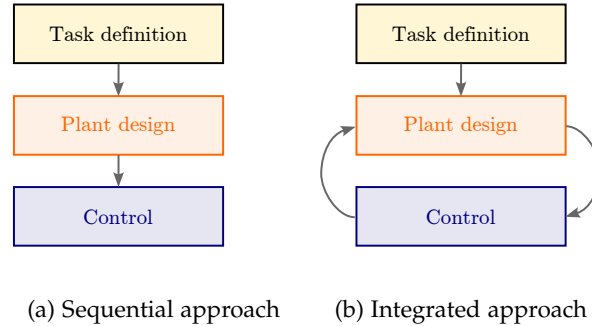 Task definition
Plant design
Control
(a) Sequential approach
Task definition
Plant design
Control
(b) Integrated approach